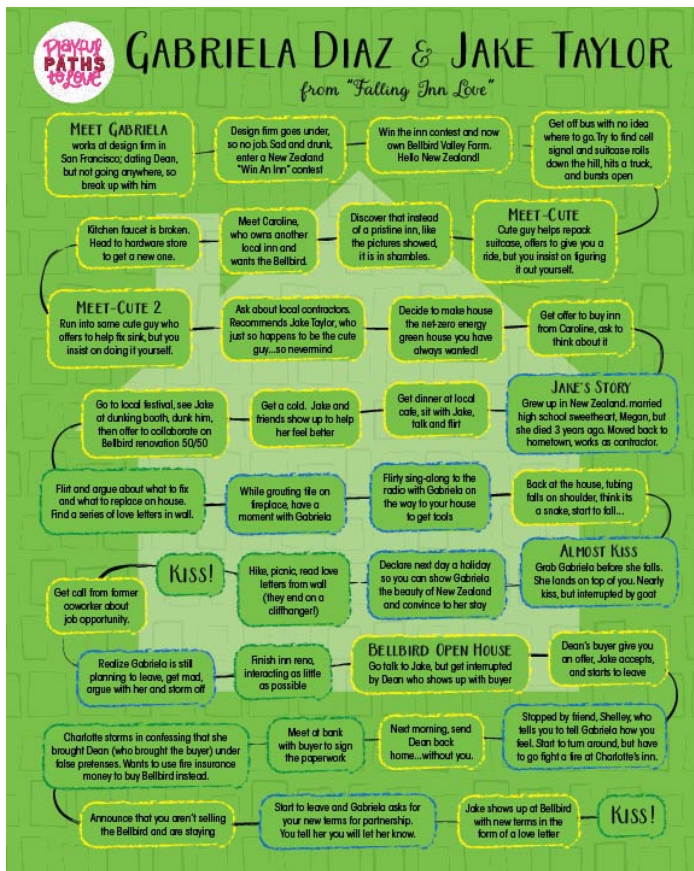 PLAYFUL
PATHS
to Love
GABRIELA DIAZ & JAKE TAYLOR
from "Falling Inn Love"
MEET GABRIELA
works at design firm in
San Francisco; dating Dean,
but not going anywhere, so
break up with him
Design firm goes under,
so no job. Sad and drunk,
enter a New Zealand
"Win An Inn" contest
Win the inn contest and now
own Bellbird Valley Farm.
Hello New Zealand!
Get off bus with no idea
where to go. Try to find cell
signal and suitcase rolls
down the hill, hits a truck,
and bursts open
MEET-CUTE
Cute guy helps repack
suitcase, offers to give you a
ride, but you insist on figuring
it out yourself.
Discover that instead
of a pristine inn, like
the pictures showed,
it is in shambles.
Meet Caroline,
who owns another
local inn and
wants the Bellbird.
Kitchen faucet is broken.
Head to hardware store
to get a new one.
MEET-CUTE 2
Run into same cute guy who
offers to help fix sink, but you
insist on doing it yourself.
Ask about local contractors.
Recommends Jake Taylor, who
just so happens to be the cute
guy...so nevermind
Decide to make house
the net-zero energy
green house you have
always wanted!
Get offer to buy inn
from Caroline, ask to
think about it
JAKE'S STORY
Grew up in New Zealand. married
high school sweetheart, Megan, but
she died 3 years ago. Moved back to
hometown, works as contractor.
Get dinner at local
cafe, sit with Jake,
talk and flirt
Get a cold. Jake and
friends show up to help
her feel better
Go to local festival, see Jake
at dunking booth, dunk him,
then offer to collaborate on
Bellbird renovation 50/50
Flirt and argue about what to fix
and what to replace on house.
Find a series of love letters in wall.
While grouting tile on
fireplace, have a
moment with Gabriela
Flirty sing-along to the
radio with Gabriela on
the way to your house
to get tools
Back at the house, tubing
falls on shoulder, think its
a snake, start to fall...
ALMOST KISS
Grab Gabriela before she falls.
She lands on top of you. Nearly
kiss, but interrupted by goat
Declare next day a holiday
so you can show Gabriela
the beauty of New Zealand
and convince to her stay
Hike, picnic, read love
letters from wall
(they end on a
cliffhanger!)
KISS!
Get call from former
coworker about
job opportunity.
Realize Gabriela is still
planning to leave, get mad,
argue with her and storm off
Finish inn reno,
interacting as little
as possible
BELLBIRD OPEN HOUSE
Go talk to Jake, but get interrupted
by Dean who shows up with buyer
Dean's buyer give you
an offer, Jake accepts,
and starts to leave
Stopped by friend, Shelley, who
tells you to tell Gabriela how you
feel. Start to turn around, but have
to go fight a fire at Charlotte's inn.
Next morning, send
Dean back
home...without you.
Meet at bank
with buyer to sign
the paperwork
Charlotte storms in confessing that she
brought Dean (who brought the buyer) under
false pretenses. Wants to use fire insurance
money to buy Bellbird instead.
Announce that you aren't selling
the Bellbird and are staying
Start to leave and Gabriela asks for
your new terms for partnership.
You tell her you will let her know.
Jake shows up at Bellbird
with new terms in the
form of a love letter
KISS!